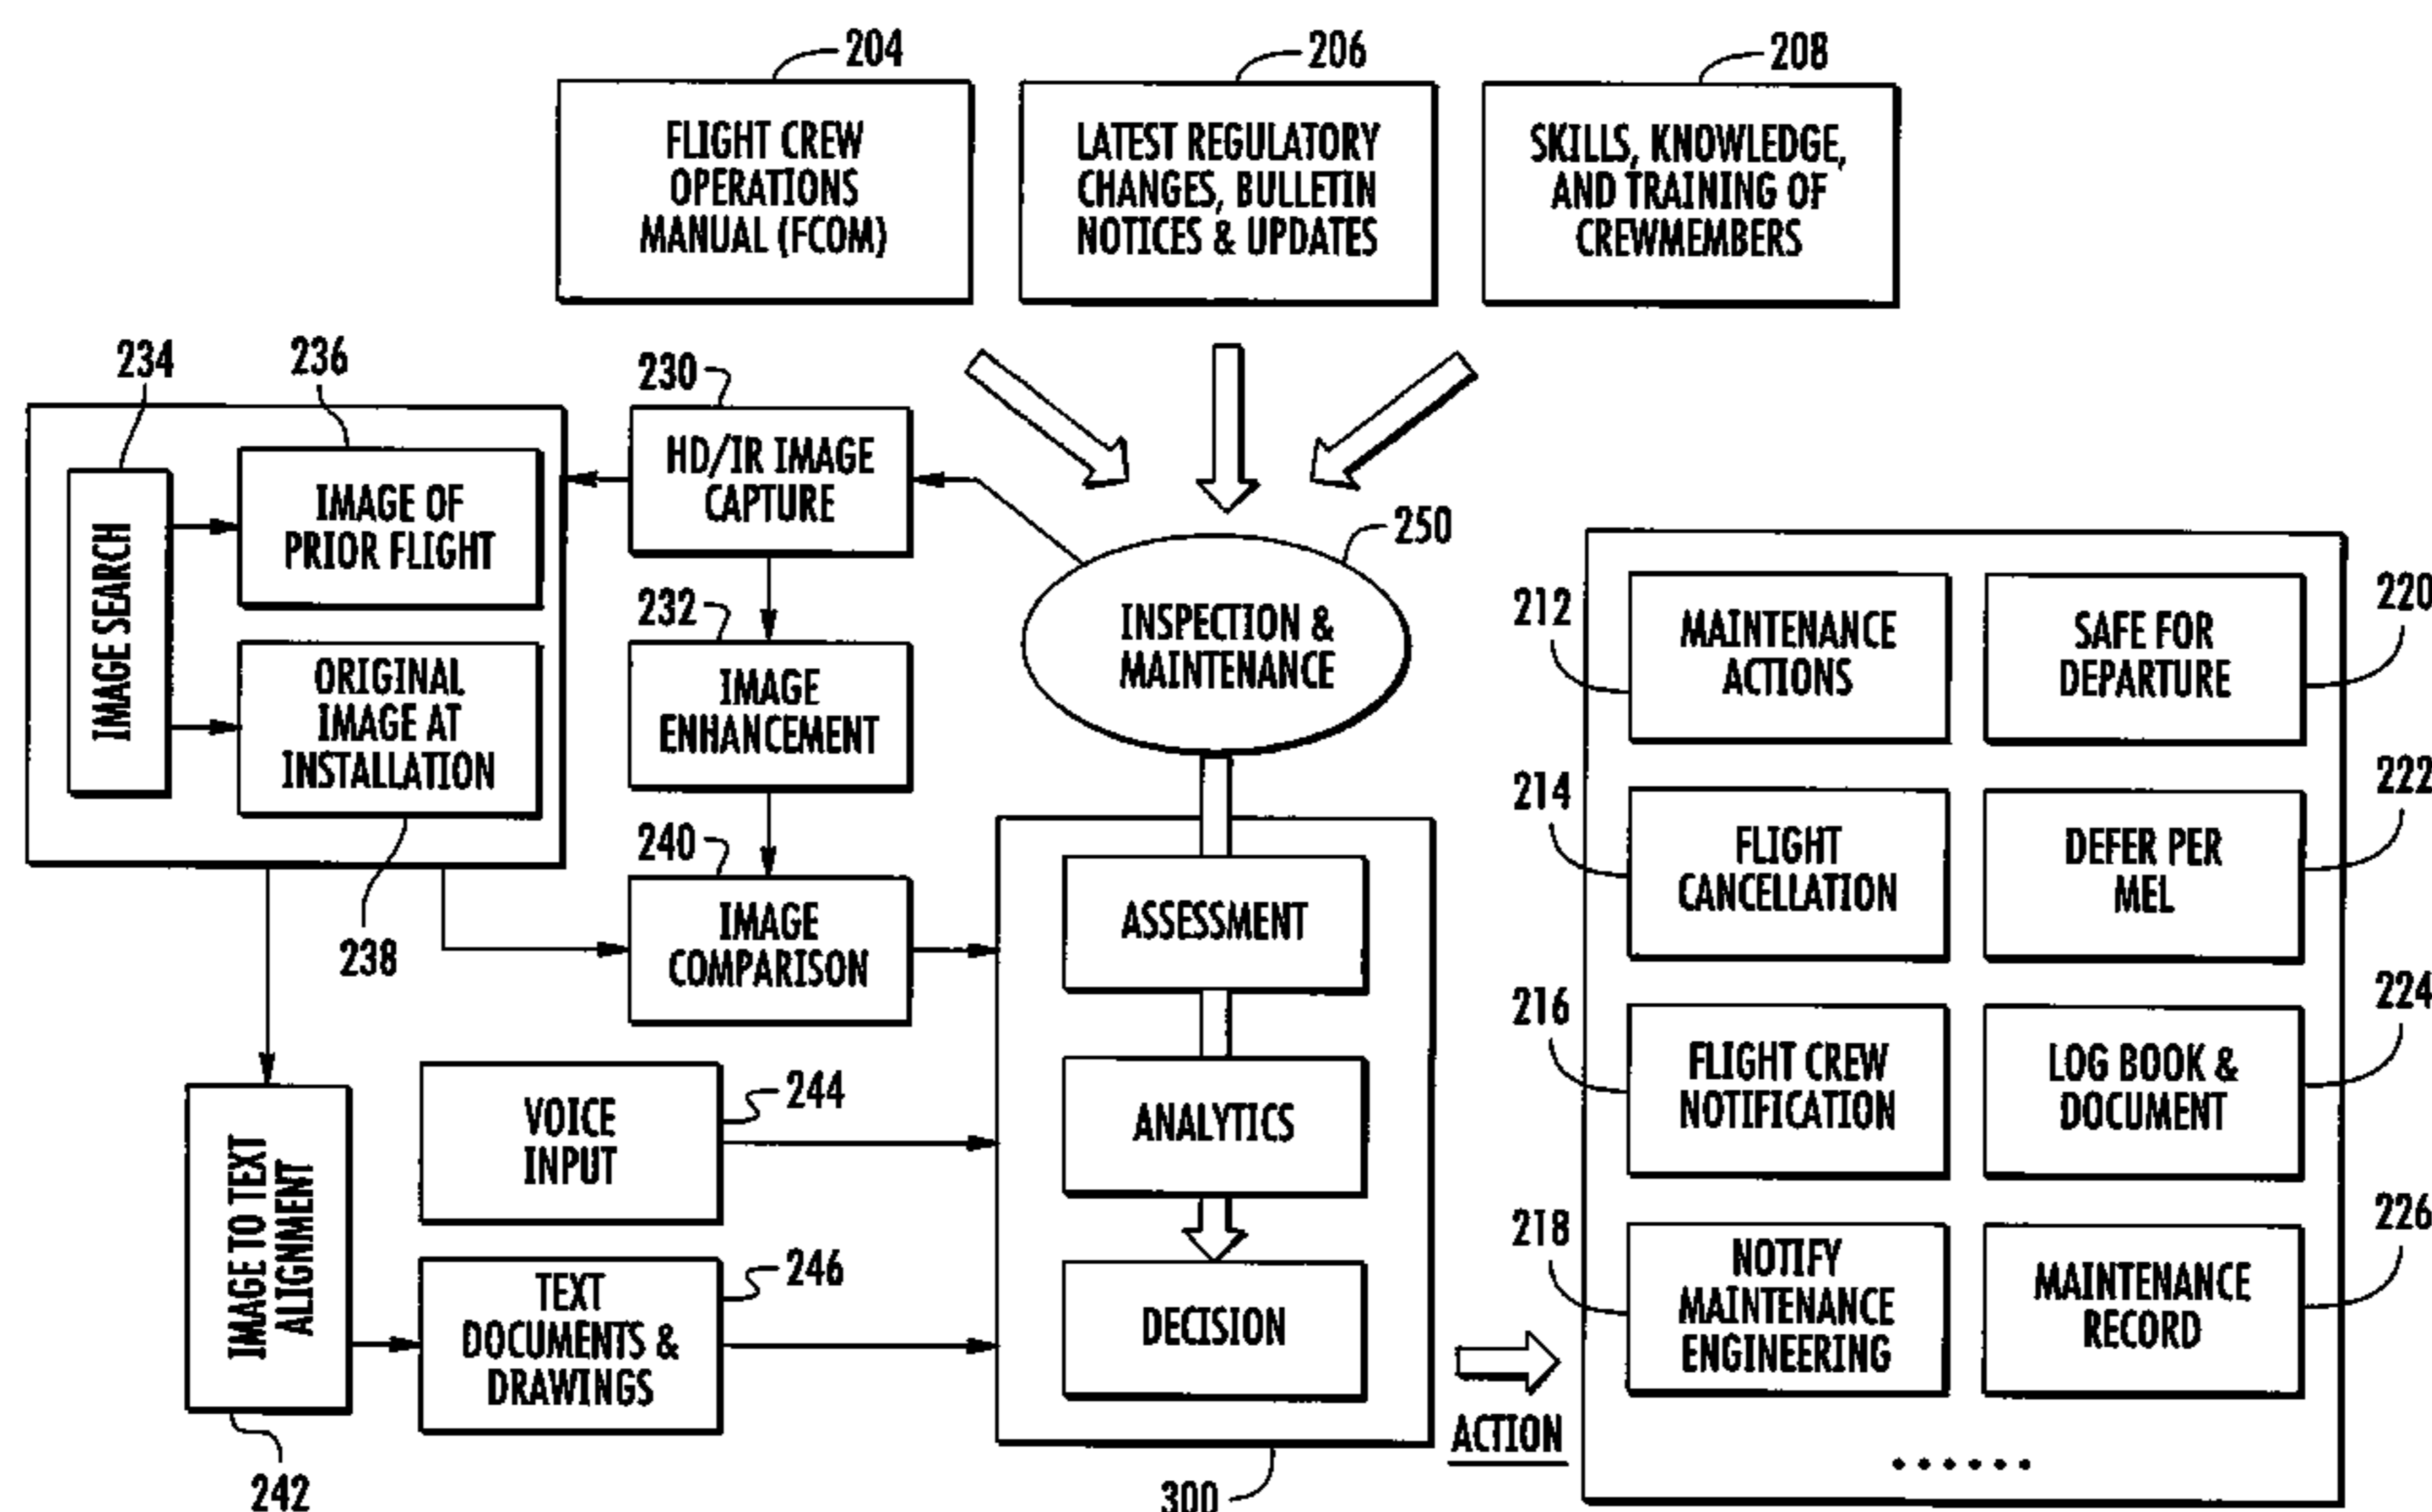 204
206
208
FLIGHT CREW
OPERATIONS
MANUAL (FCOM)
LATEST REGULATORY
CHANGES, BULLETIN
NOTICES & UPDATES
SKILLS, KNOWLEDGE,
AND TRAINING OF
CREWMEMBERS
234
236
230
IMAGE SEARCH
IMAGE OF
PRIOR FLIGHT
ORIGINAL
IMAGE AT
INSTALLATION
238
HD/IR IMAGE
CAPTURE
232
IMAGE
ENHANCEMENT
240
IMAGE
COMPARISON
250
INSPECTION &
MAINTENANCE
ASSESSMENT
ANALYTICS
DECISION
300
IMAGE TO TEXT
ALIGNMENT
242
VOICE
INPUT
244
TEXT
DOCUMENTS &
DRAWINGS
246
ACTION
212
MAINTENANCE
ACTIONS
SAFE FOR
DEPARTURE
220
214
FLIGHT
CANCELLATION
DEFER PER
MEL
222
216
FLIGHT CREW
NOTIFICATION
LOG BOOK &
DOCUMENT
224
218
NOTIFY
MAINTENANCE
ENGINEERING
MAINTENANCE
RECORD
226
......